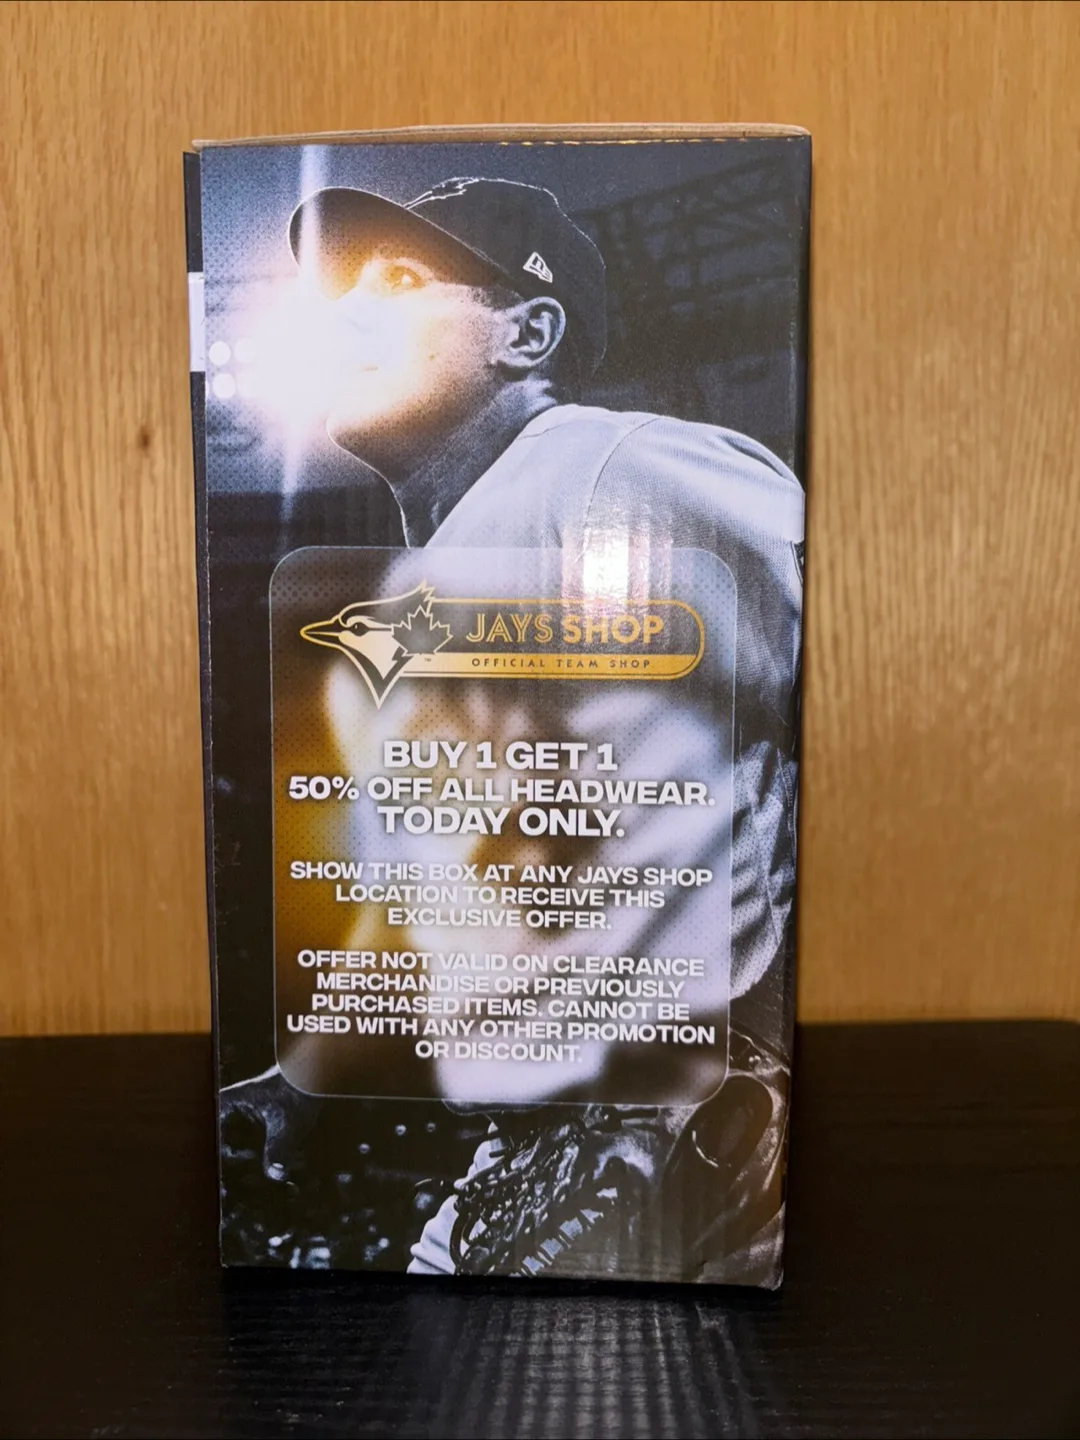 JAYS SHOP
OFFICIAL TEAM SHOP
BUY 1 GET 1
50% OFF ALL HEADWEAR.
TODAY ONLY.
SHOW THIS BOX AT ANY JAYS SHOP
LOCATION TO RECEIVE THIS
EXCLUSIVE OFFER.
OFFER NOT VALID ON CLEARANCE
MERCHANDISE OR PREVIOUSLY
PURCHASED ITEMS. CANNOT BE
USED WITH ANY OTHER PROMOTION
OR DISCOUNT.